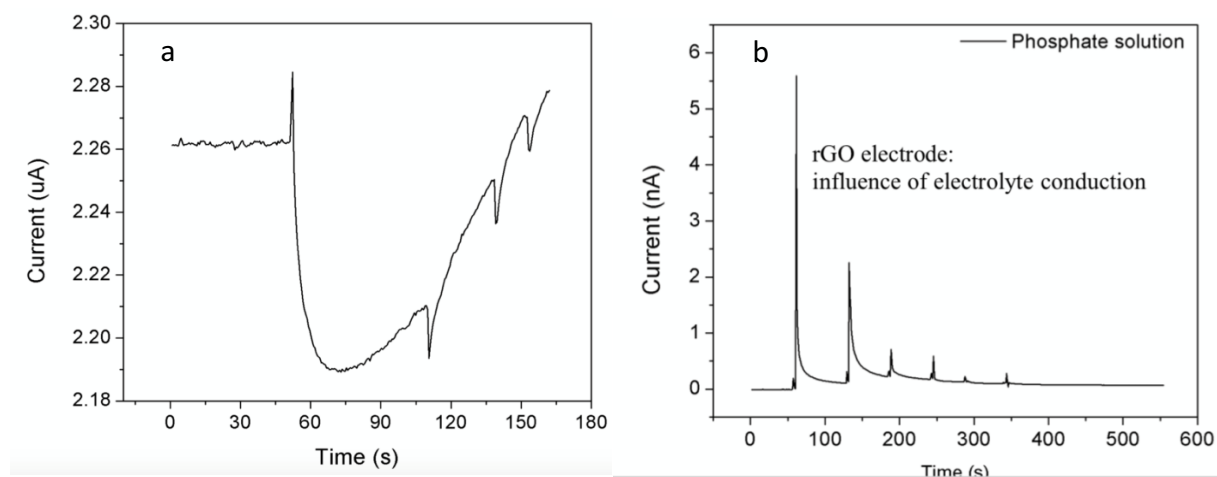 a
2.30
2.28
2.26
2.24
2.22
2.20
2.18
Current (uA)
0 30 60 90 120 150 180
Time (s)
b
Phosphate solution
6
5
4
3
2
1
0
Current (nA)
rGO electrode:
influence of electrolyte conduction
0 100 200 300 400 500 600
Time (s)